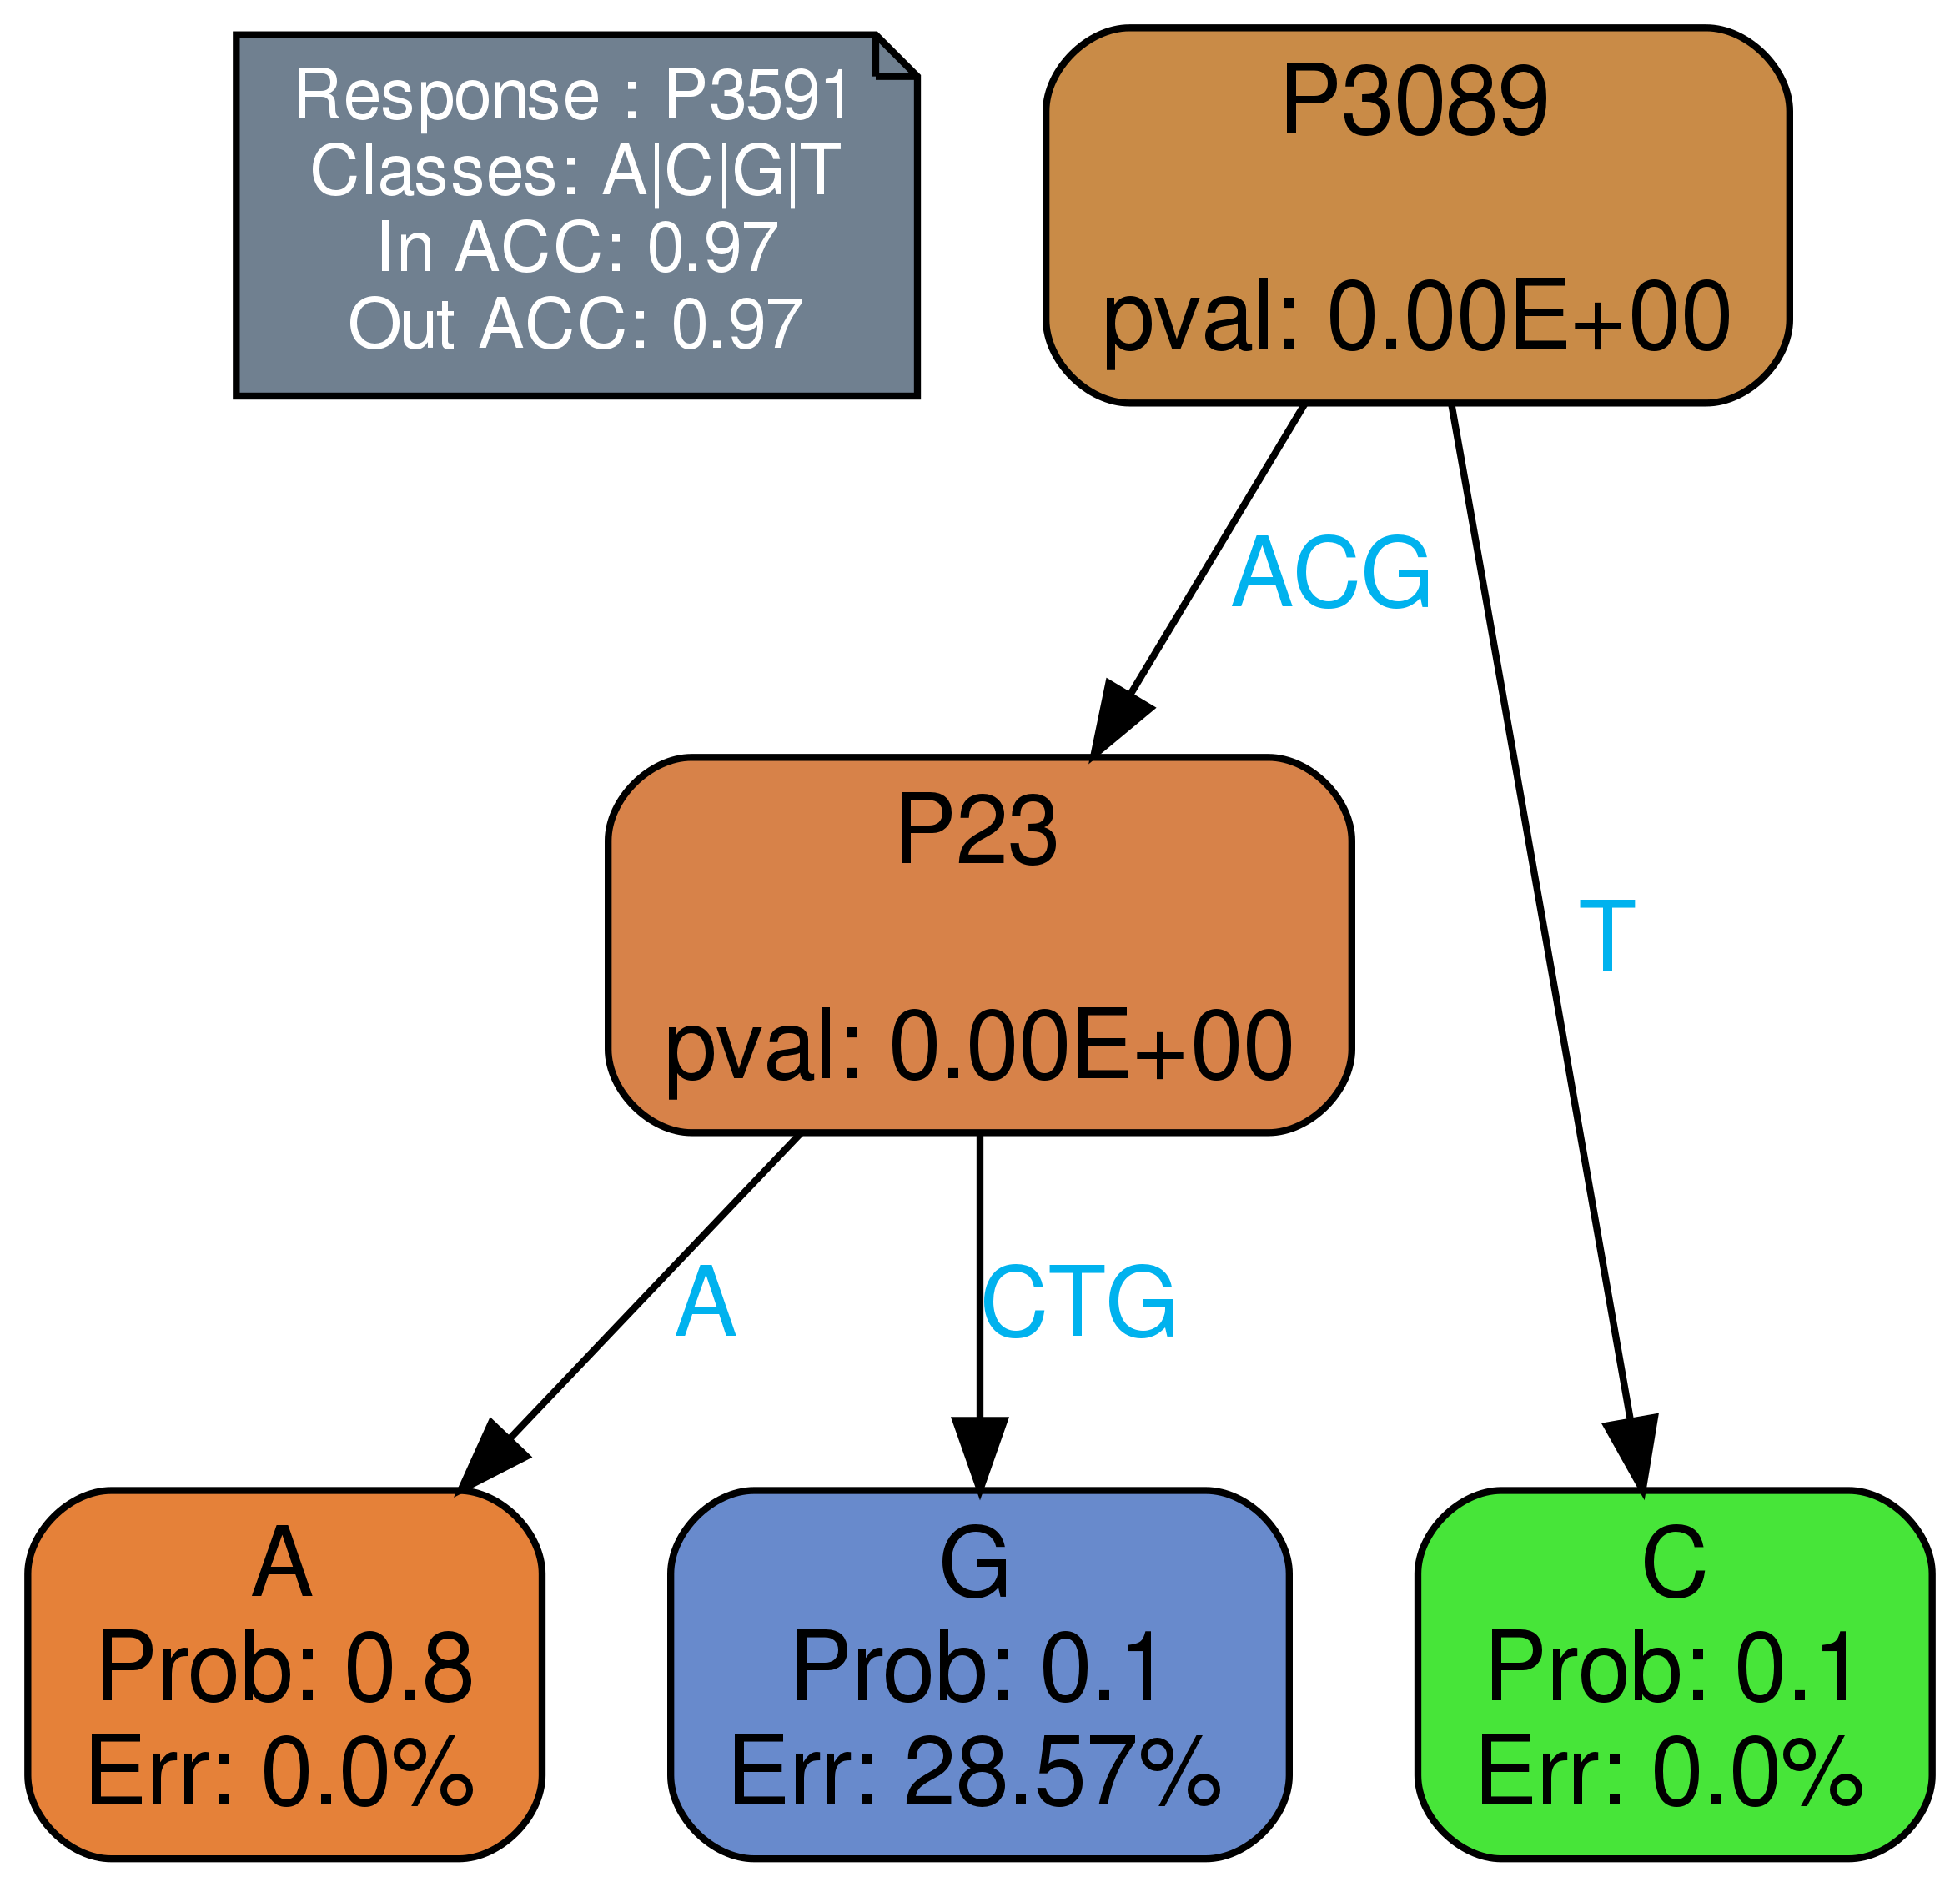 Response : P3591
Classes: A|C|G|T
In ACC: 0.97
Out ACC: 0.97
P3089
pval: 0.00E+00
ACG
P23
pval: 0.00E+00
T
A
CTG
A
Prob: 0.8
Err: 0.0%
G
Prob: 0.1
Err: 28.57%
C
Prob: 0.1
Err: 0.0%